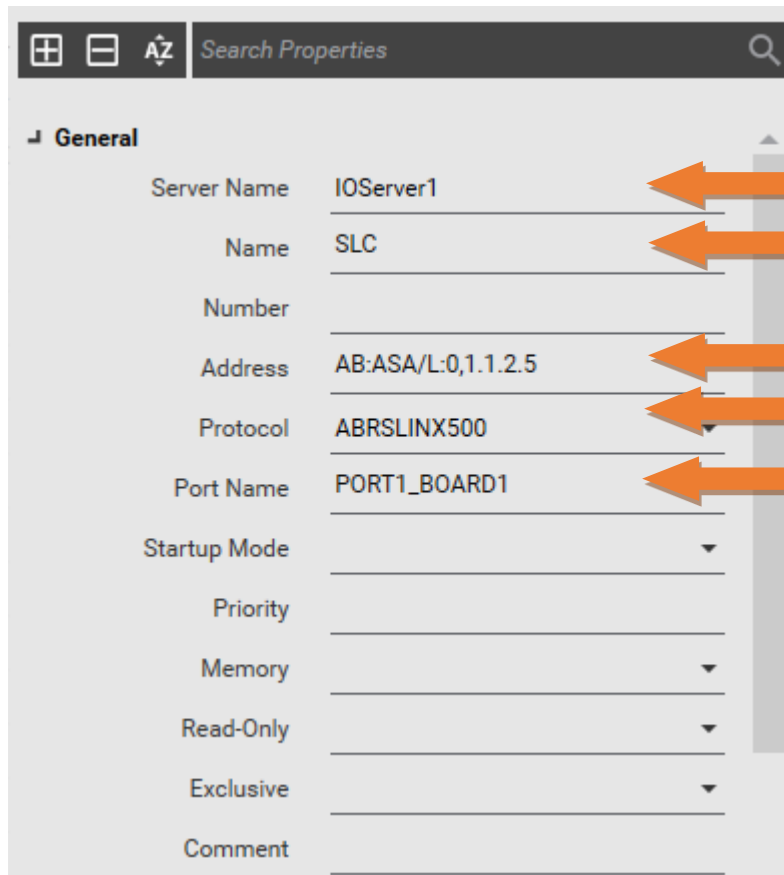 AZ Search Properties
General
Server Name IOServer1
Name SLC
Number
Address AB:ASA/L:0,1.1.2.5
Protocol ABRSLINX500
Port Name PORT1_BOARD1
Startup Mode
Priority
Memory
Read-Only
Exclusive
Comment